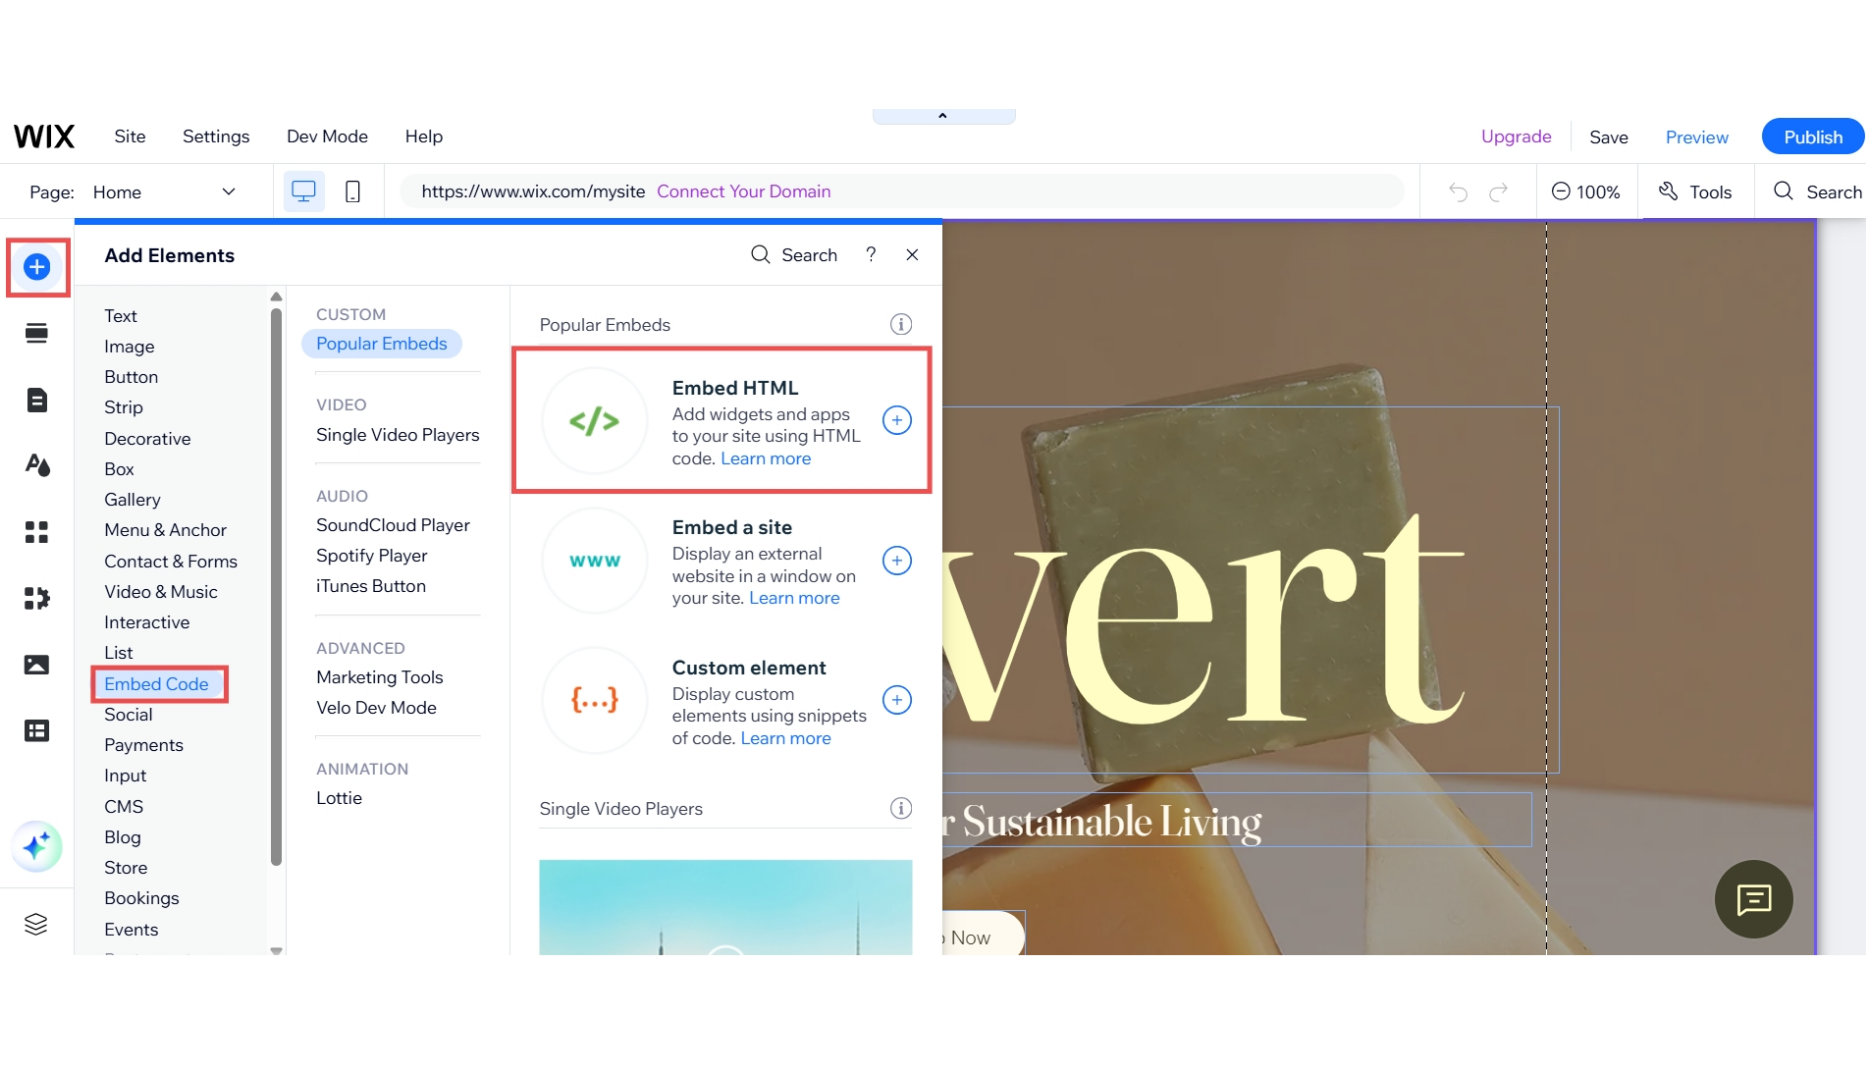 WIX Site Settings Dev Mode Help Upgrade Save Preview Publish
Page: Home https://www.wix.com/mysite Connect Your Domain 100% Tools Search
Add Elements Search ?
Text
Image
Button
Strip
Decorative
Box
Gallery
Menu & Anchor
Contact & Forms
Video & Music
Interactive
List
Embed Code
Social
Payments
Input
CMS
Blog
Store
Bookings
Events
CUSTOM
Popular Embeds
VIDEO
Single Video Players
AUDIO
SoundCloud Player
Spotify Player
iTunes Button
ADVANCED
Marketing Tools
Velo Dev Mode
ANIMATION
Lottie
Popular Embeds
</>
Embed HTML
Add widgets and apps
to your site using HTML
code. Learn more
www
Embed a site
Display an external
website in a window on
your site. Learn more
{...}
Custom element
Display custom
elements using snippets
of code. Learn more
Single Video Players
vert
r Sustainable Living
Now